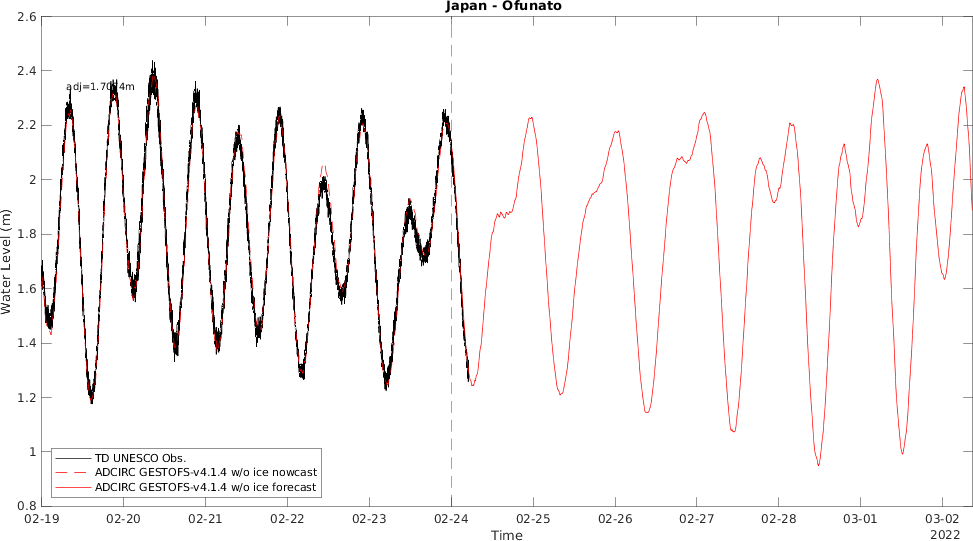 Japan - Ofunato
2.6
2.4
2.2
2
1.8
1.6
1.4
1.2
1
0.8
Water Level (m)
TD UNESCO Obs.
ADCIRC GESTOFS-v4.1.4 w/o ice nowcast
ADCIRC GESTOFS-v4.1.4 w/o ice forecast
02-19 02-20 02-21 02-22 02-23 02-24 02-25 02-26 02-27 02-28 03-01 03-02
Time 2022